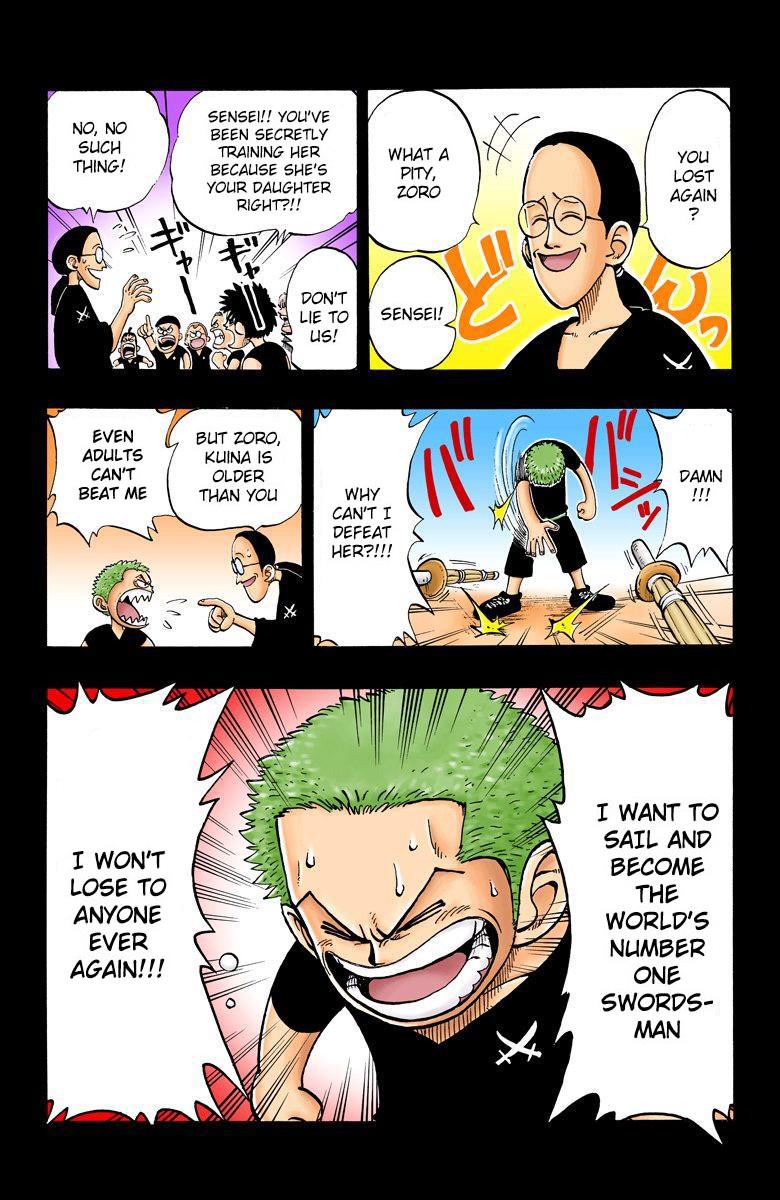 YOU
LOST
AGAIN
?
WHAT A
PITY,
ZORO
SENSEI!
どんっ
SENSEI!! YOU'VE
BEEN SECRETLY
TRAINING HER
BECAUSE SHE'S
YOUR DAUGHTER
RIGHT?!!
DON'T
LIE TO
US!
NO, NO
SUCH
THING!
ギャー
ギャー
DAMN
!!!
バシッ
バ
WHY
CAN'T I
DEFEAT
HER?!!!
BUT ZORO,
KUINA IS
OLDER
THAN YOU
EVEN
ADULTS
CAN'T
BEAT ME
I WANT TO
SAIL AND
BECOME
THE
WORLD'S
NUMBER
ONE
SWORDS-
MAN
I WON'T
LOSE TO
ANYONE
EVER
AGAIN!!!